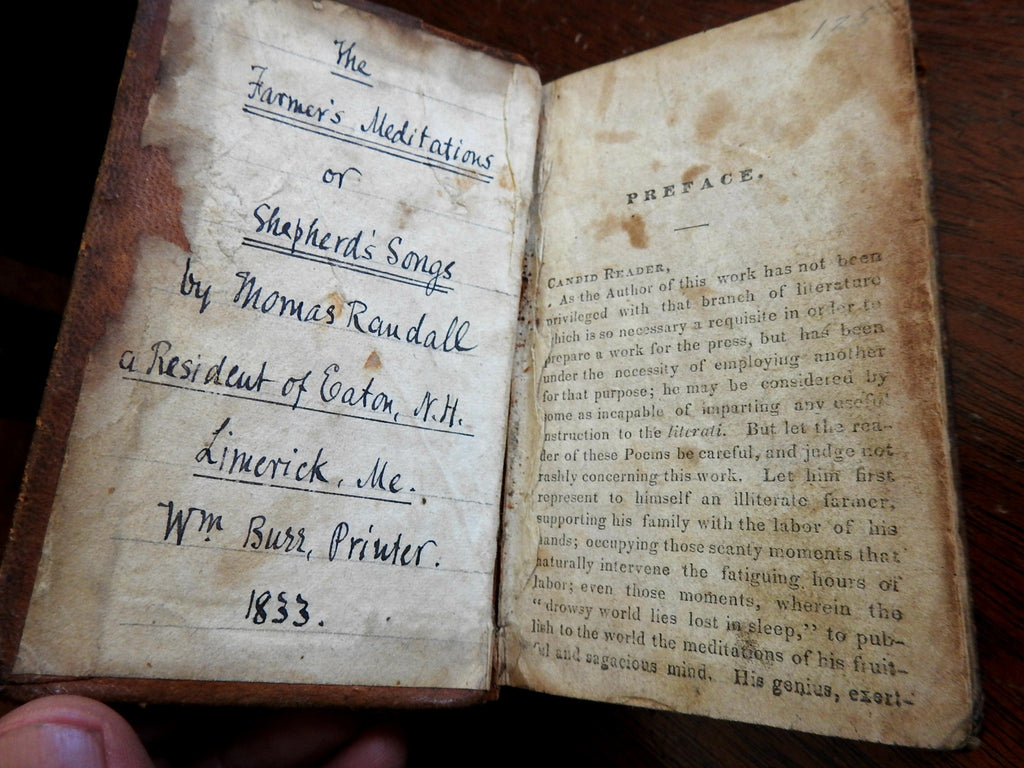 The
Farmer's Meditations
or
Shepherd's Songs
by Thomas Randall
a Resident of Eaton, N.H.
Limerick, Me.
Wm. Burr, Printer.
1833.
125
PREFACE.
CANDID READER,
As the Author of this work has not been
privileged with that branch of literature
which is so necessary a requisite in order to
prepare a work for the press, but has been
under the necessity of employing another
for that purpose; he may be considered by
some as incapable of imparting any useful
instruction to the literati. But let the rea-
der of these Poems be careful, and judge not
rashly concerning this work. Let him first
represent to himself an illiterate farmer,
supporting his family with the labor of his
hands; occupying those scanty moments that
naturally intervene the fatiguing hours of
labor; even those moments, wherein the
"drowsy world lies lost in sleep," to pub-
lish to the world the meditations of his fruit-
ful and sagacious mind. His genius, exert-